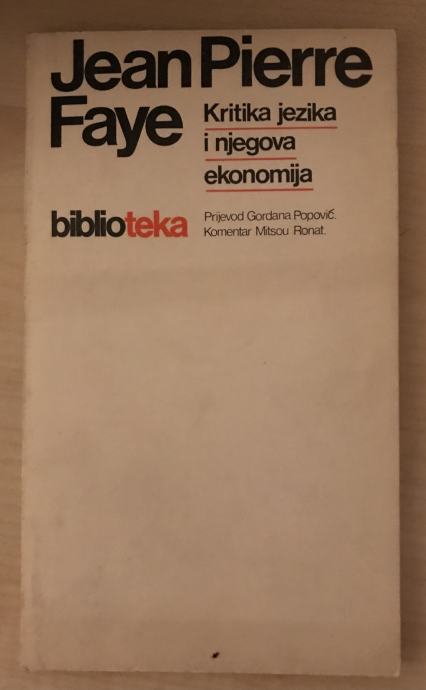 Jean Pierre
Faye
Kritika jezika
i njegova
ekonomija
biblioteka
Prijevod Gordana Popović.
Komentar Mitsou Ronat.